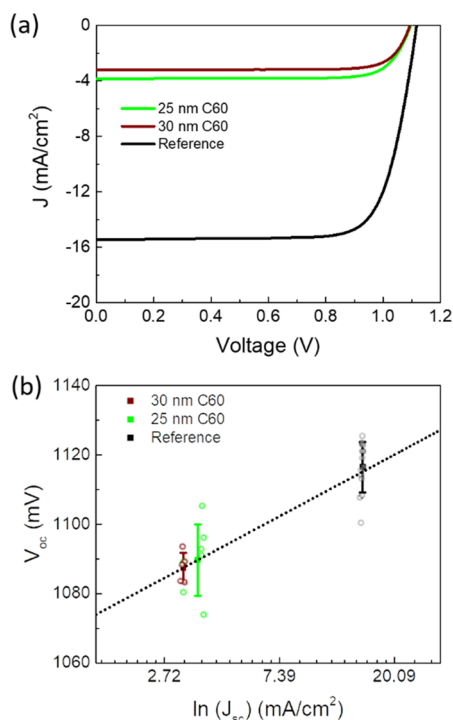 (a)
0
-4
-8
-12
-16
-20
J (mA/cm²)
25 nm C60
30 nm C60
Reference
0.0 0.2 0.4 0.6 0.8 1.0 1.2
Voltage (V)
(b)
1140
1120
1100
1080
1060
V_oc (mV)
30 nm C60
25 nm C60
Reference
2.72 7.39 20.09
ln (J_sc) (mA/cm²)